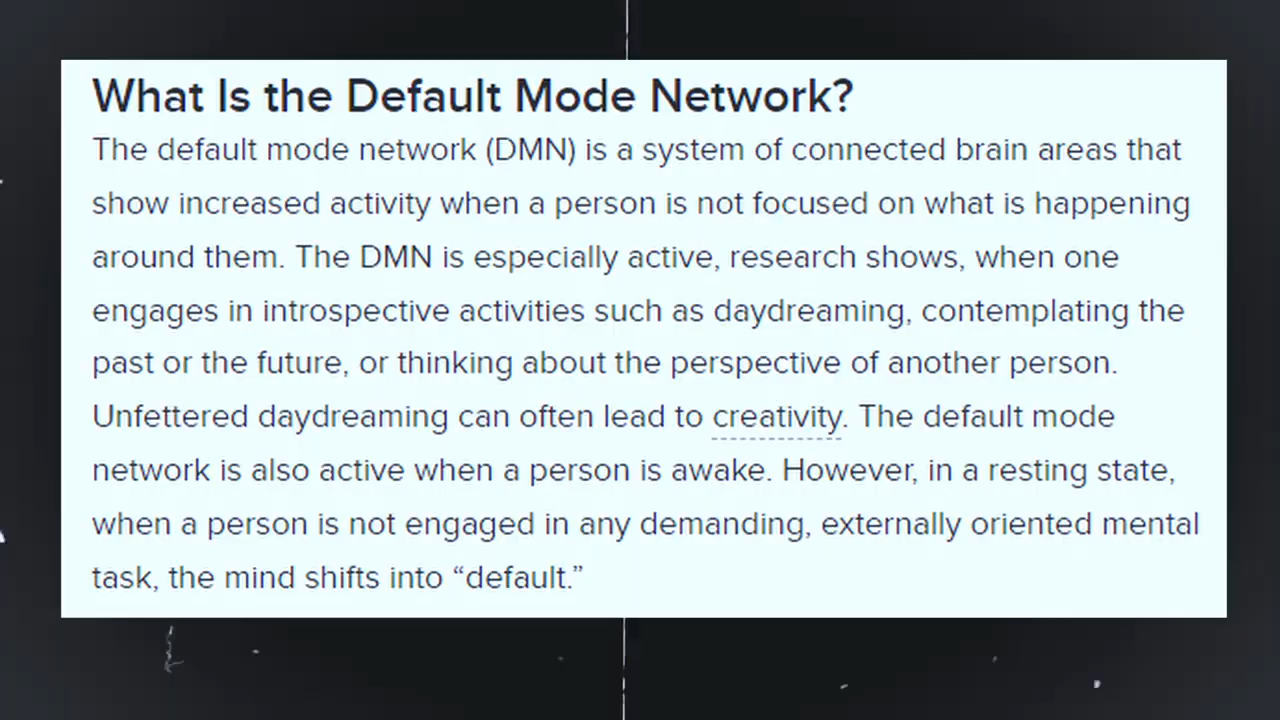 What Is the Default Mode Network?
The default mode network (DMN) is a system of connected brain areas that
show increased activity when a person is not focused on what is happening
around them. The DMN is especially active, research shows, when one
engages in introspective activities such as daydreaming, contemplating the
past or the future, or thinking about the perspective of another person.
Unfettered daydreaming can often lead to creativity. The default mode
network is also active when a person is awake. However, in a resting state,
when a person is not engaged in any demanding, externally oriented mental
task, the mind shifts into “default.”